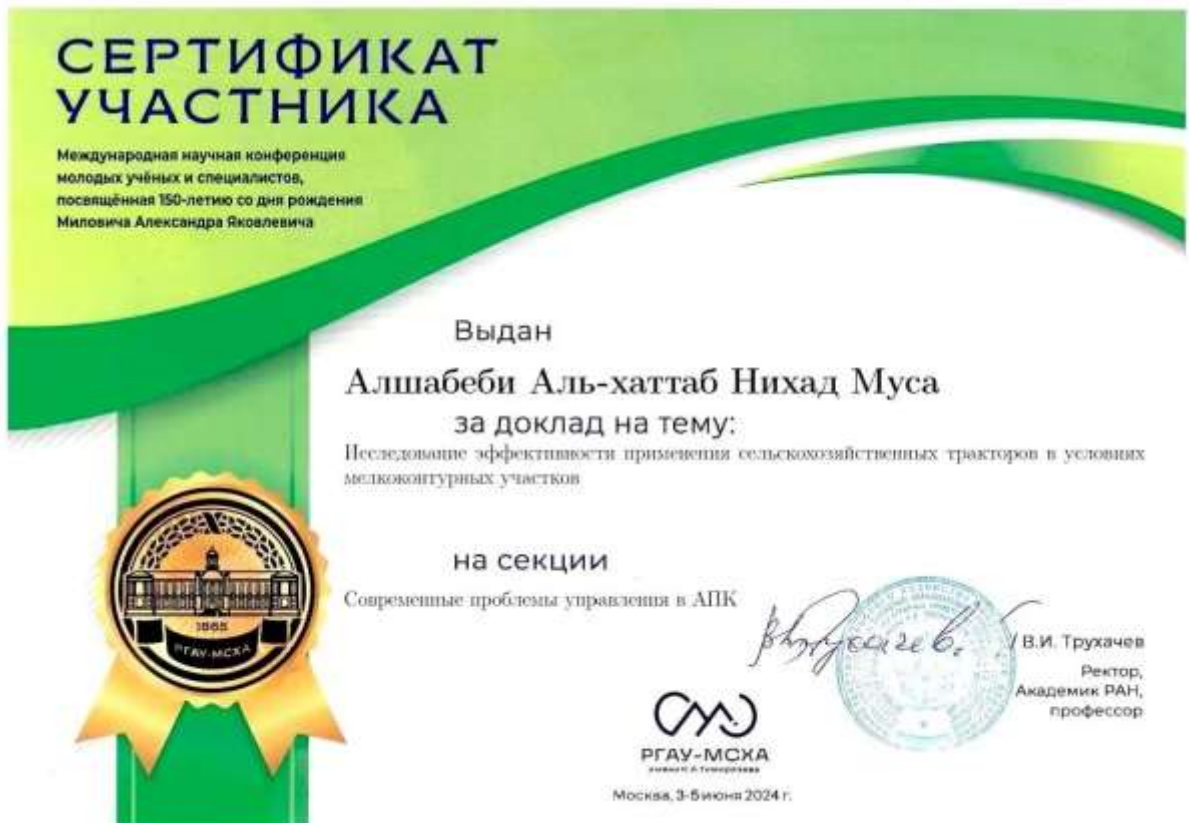 СЕРТИФИКАТ
УЧАСТНИКА
Международная научная конференция
молодых учёных и специалистов,
посвящённая 150-летию со дня рождения
Миловича Александра Яковлевича
Выдан
Алшабеби Аль-хаттаб Нихад Муса
за доклад на тему:
Исследование эффективности применения сельскохозяйственных тракторов в условиях
мелкоконтурных участков
на секции
Современные проблемы управления в АПК
1865
РГАУ-МСХА
/ В.И. Трухачев
Ректор,
Академик РАН,
профессор
РГАУ-МСХА
имени К.А. Тимирязева
Москва, 3-5 июня 2024 г.